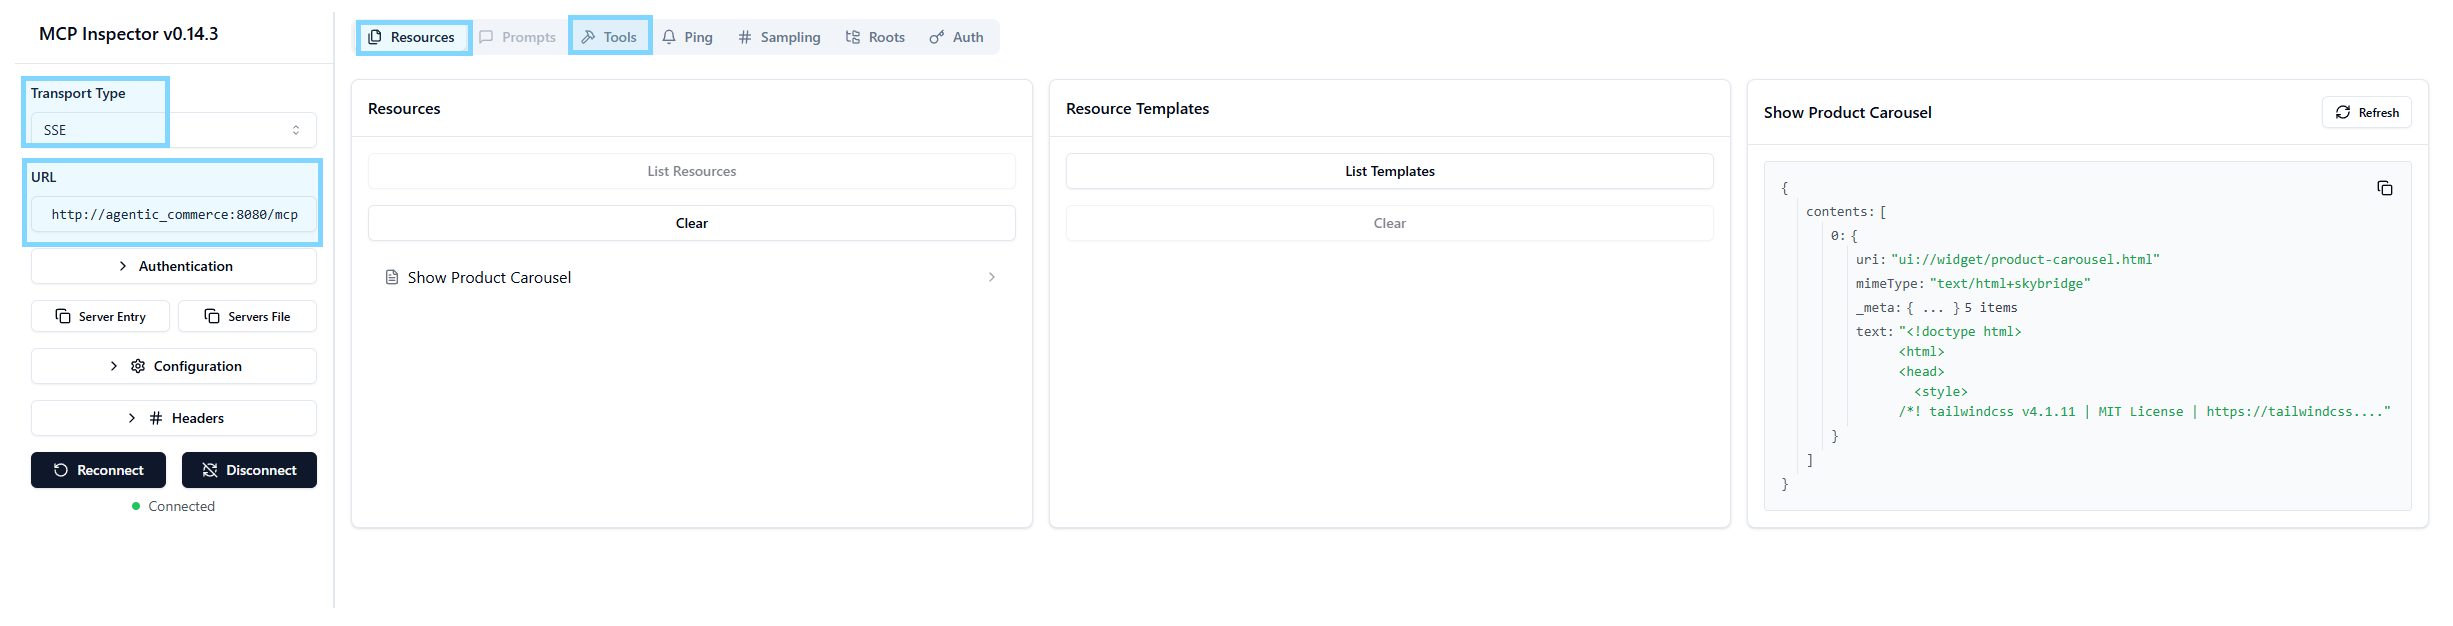 MCP Inspector v0.14.3
Transport Type
SSE
URL
http://agentic_commerce:8080/mcp
Authentication
Server Entry
Servers File
Configuration
Headers
Reconnect
Disconnect
Connected
Resources
Prompts
Tools
Ping
Sampling
Roots
Auth
Resources
List Resources
Clear
Show Product Carousel
Resource Templates
List Templates
Clear
Show Product Carousel
Refresh
{
contents: [
0: {
uri: "ui://widget/product-carousel.html"
mimeType: "text/html+skybridge"
_meta: { ... } 5 items
text: "<!doctype html>
<html>
<head>
<style>
/*! tailwindcss v4.1.11 | MIT License | https://tailwindcss...."
}
]
}